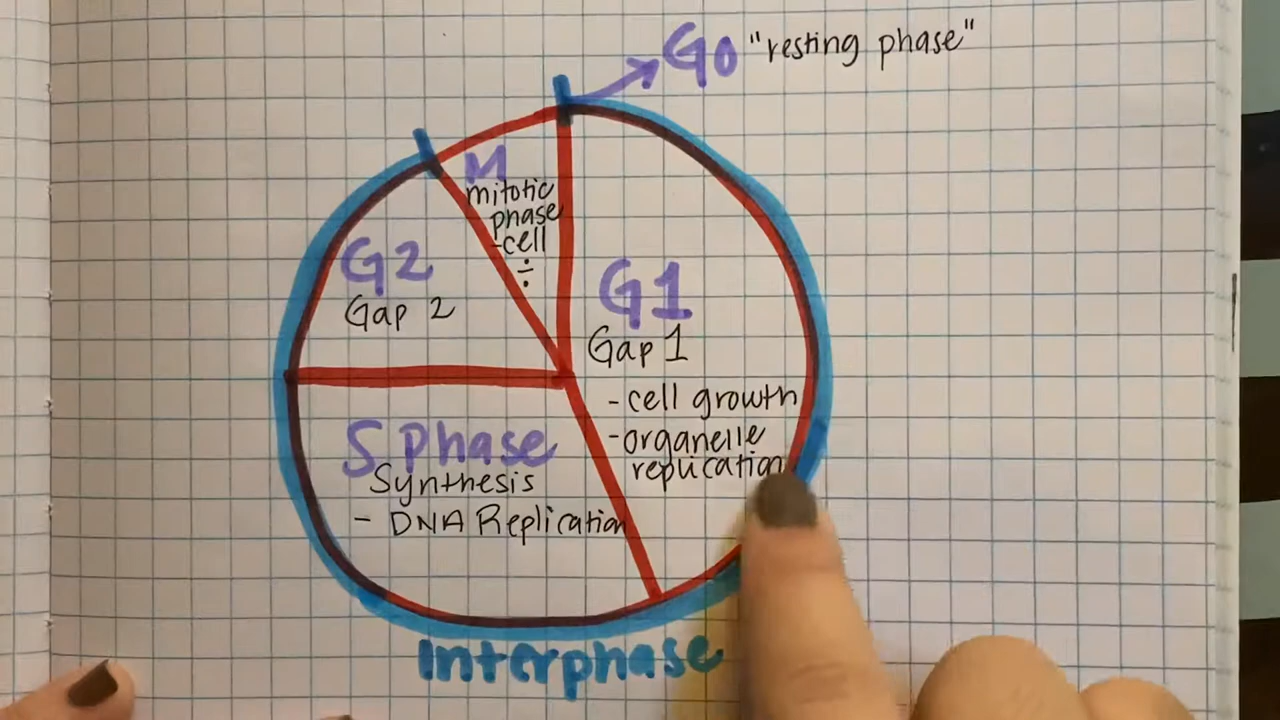 G0 "resting phase"
M
mitotic
phase
-cell
÷
G2
Gap 2
G1
Gap 1
- cell growth
- organelle
replication
S phase
Synthesis
- DNA Replication
Interphase